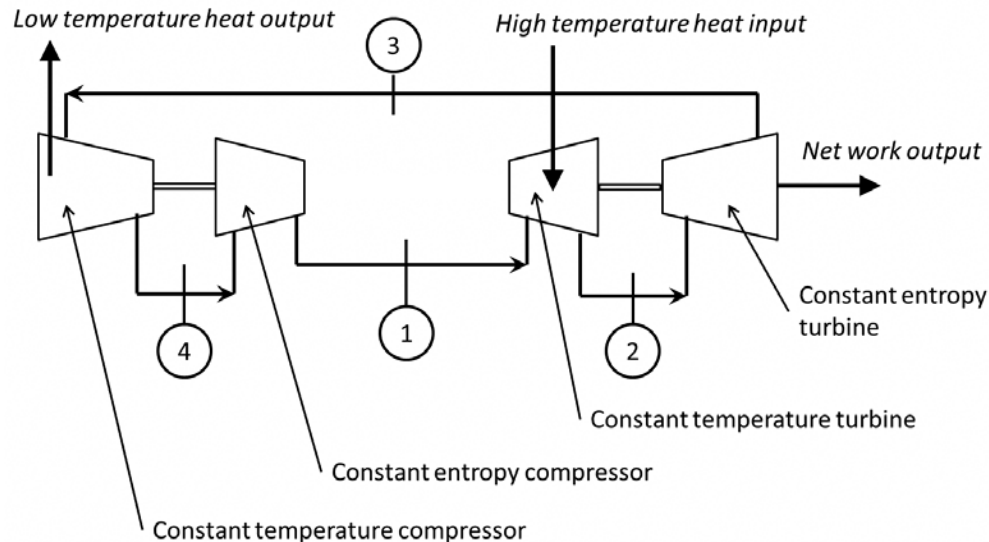 Low temperature heat output
High temperature heat input
3
Net work output
4
1
2
Constant entropy
turbine
Constant temperature turbine
Constant entropy compressor
Constant temperature compressor